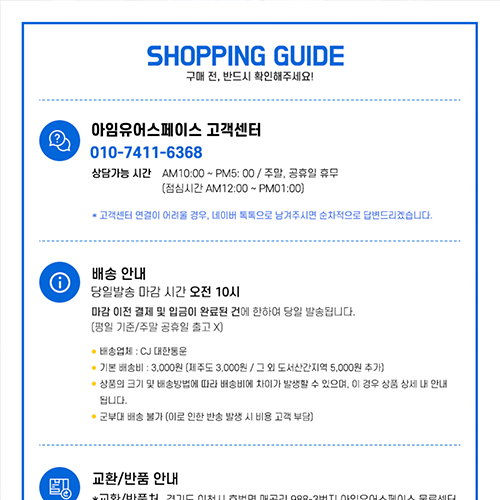 SHOPPING GUIDE
구매 전, 반드시 확인해주세요!
아임유어스페이스 고객센터
010-7411-6368
상담가능 시간 AM10:00 ~ PM5: 00 / 주말, 공휴일 휴무
(점심시간 AM12:00 ~ PM01:00)
* 고객센터 연결이 어려울 경우, 네이버 톡톡으로 남겨주시면 순차적으로 답변드리겠습니다.
배송 안내
당일발송 마감 시간 오전 10시
마감 이전 결제 및 입금이 완료된 건에 한하여 당일 발송됩니다.
(평일 기준/주말 공휴일 출고 X)
● 배송업체 : CJ 대한통운
● 기본 배송비 : 3,000원 (제주도 3,000원 / 그 외 도서산간지역 5,000원 추가)
● 상품의 크기 및 배송방법에 따라 배송비에 차이가 발생할 수 있으며, 이 경우 상품 상세 내 안내
됩니다.
● 군부대 배송 불가 (이로 인한 반송 발생 시 비용 고객 부담)
교환/반품 안내
*교환/반품처 경기도 이천시 호법면 매곡리 988-3번지 아임유어스페이스 물류센터